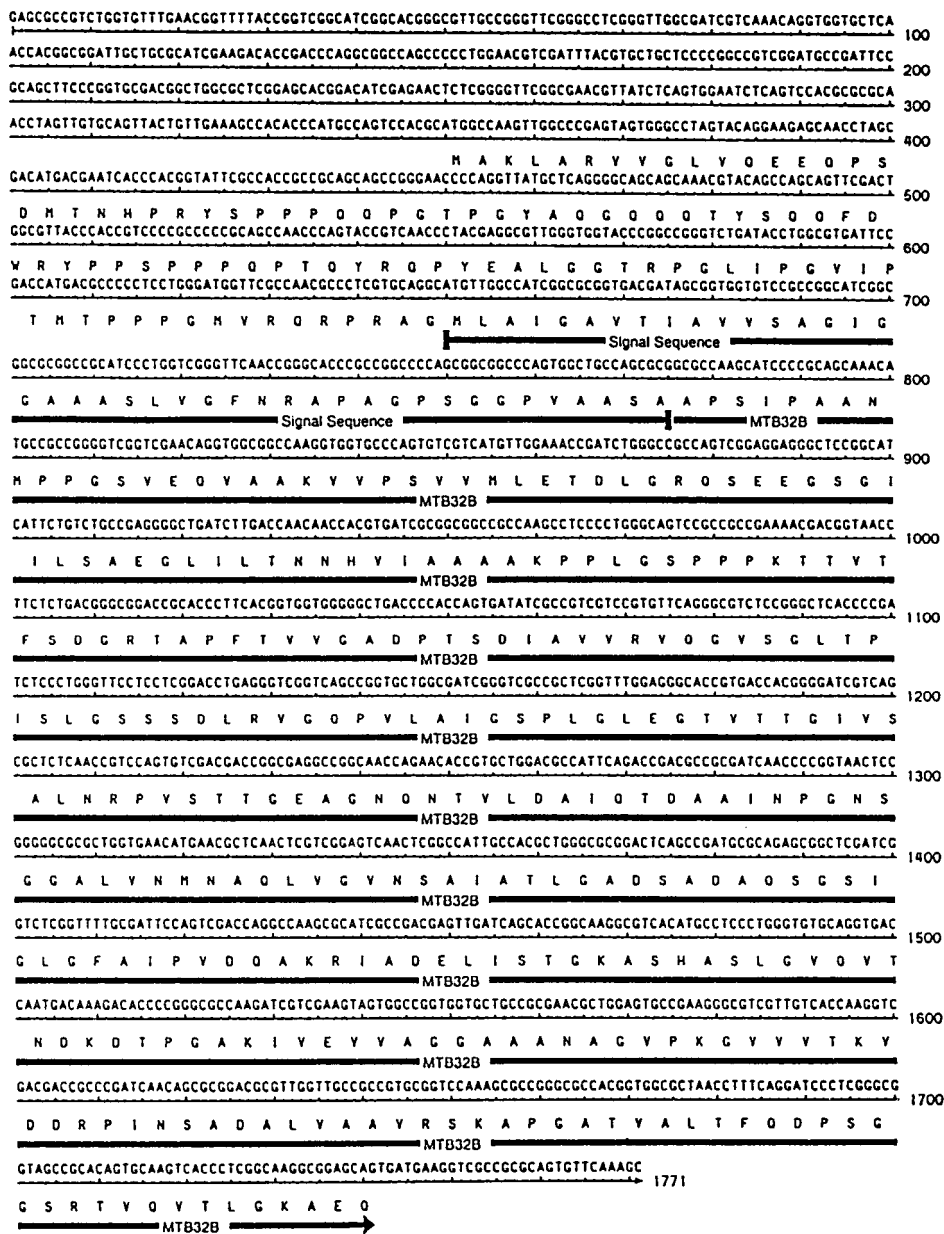 GAGCGCCGTCTGGTGTTTGAACGGTTTTACCGGTCGGCATCGGCACGGGCGTTGCCGGGTTCGGGCCTCGGGTTGGCGATCGTCAAACAGGTGGTGCTCA 100
ACCACGGCGGATTGCTGCGCATCGAAGACACCGACCCAGGCGGCCAGCCCCCTGGAACGTCGATTTACGTGCTGCTCCCCGGCCGTCGGATGCCGATTCC 200
GCAGCTTCCCGGTGCGACGGCTGGCGCTCGGAGCACGGACATCGAGAACTCTCGGGGTTCGGCGAACGTTATCTCAGTGGAATCTCAGTCCACGCGCGCA 300
ACCTAGTTGTGCAGTTACTGTTGAAAGCCACACCCATGCCAGTCCACGCATGGCCAAGTTGGCCCGAGTAGTGGGCCTAGTACAGGAAGAGCAACCTAGC 400
M A K L A R V V G L V Q E E Q P S
GACATGACGAATCACCCACGGTATTCGCCACCGCCGCAGCAGCCGGGAACCCCAGGTTATGCTCAGGGGCAGCAGCAAACGTACAGCCAGCAGTTCGACT 500
D M T N H P R Y S P P P Q Q P G T P G Y A Q G Q Q Q T Y S Q Q F D
GGCGTTACCCACCGTCCCCGCCCCCGCAGCCAACCCAGTACCGTCAACCCTACGAGGCGTTGGGTGGTACCCGGCCGGGTCTGATACCTGGCGTGATTCC 600
W R Y P P S P P P Q P T Q Y R Q P Y E A L G G T R P G L I P G V I P
GACCATGACGCCCCCTCCTGGGATGGTTCGCCAACGCCCTCGTGCAGGCATGTTGGCCATCGGCGCGGTGACGATAGCGGTGGTGTCCGCCGGCATCGGC 700
T M T P P P G M V R Q R P R A G M L A I G A V T I A V V S A G I G
Signal Sequence
GGCGCGGCCGCATCCCTGGTCGGGTTCAACCGGGCACCCGCCGGCCCCAGCGGCGGCCCAGTGGCTGCCAGCGCGGCGCCAAGCATCCCCGCAGCAAACA 800
G A A A S L V G F N R A P A G P S G G P V A A S A A P S I P A A N
Signal Sequence MTB32B
TGCCGCCGGGGTCGGTCGAACAGGTGGCGGCCAAGGTGGTGCCCAGTGTCGTCATGTTGGAAACCGATCTGGGCCGCCAGTCGGAGGAGGGCTCCGGCAT 900
M P P G S V E Q V A A K V V P S V V M L E T D L G R Q S E E G S G I
MTB32B
CATTCTGTCTGCCGAGGGGCTGATCTTGACCAACAACCACGTGATCGCGGCGGCCGCCAAGCCTCCCCTGGGCAGTCCGCCGCCGAAAACGACGGTAACC 1000
I L S A E G L I L T N N H V I A A A A K P P L G S P P P K T T V T
MTB32B
TTCTCTGACGGGCGGACCGCACCCTTCACGGTGGTGGGGGCTGACCCCACCAGTGATATCGCCGTCGTCCGTGTTCAGGGCGTCTCCGGGCTCACCCCGA 1100
F S D G R T A P F T V V G A D P T S D I A V V R V Q G V S G L T P
MTB32B
TCTCCCTGGGTTCCTCCTCGGACCTGAGGGTCGGTCAGCCGGTGCTGGCGATCGGGTCGCCGCTCGGTTTGGAGGGCACCGTGACCACGGGGATCGTCAG 1200
I S L G S S S D L R V G Q P V L A I G S P L G L E G T V T T G I V S
MTB32B
CGCTCTCAACCGTCCAGTGTCGACGACCGGCGAGGCCGGCAACCAGAACACCGTGCTGGACGCCATTCAGACCGACGCCGCGATCAACCCCGGTAACTCC 1300
A L N R P V S T T G E A G N Q N T V L D A I Q T D A A I N P G N S
MTB32B
GGGGGCGCGCTGGTGAACATGAACGCTCAACTCGTCGGAGTCAACTCGGCCATTGCCACGCTGGGCGCGGACTCAGCCGATGCGCAGAGCGGCTCGATCG 1400
G G A L V N M N A Q L V G V N S A I A T L G A D S A D A Q S G S I
MTB32B
GTCTCGGTTTTGCGATTCCAGTCGACCAGGCCAAGCGCATCGCCGACGAGTTGATCAGCACCGGCAAGGCGTCACATGCCTCCCTGGGTGTGCAGGTGAC 1500
G L G F A I P V D Q A K R I A D E L I S T G K A S H A S L G V Q V T
MTB32B
CAATGACAAAGACACCCCGGGCGCCAAGATCGTCGAAGTAGTGGCCGGTGGTGCTGCCGCGAACGCTGGAGTGCCGAAGGGCGTCGTTGTCACCAAGGTC 1600
N D K D T P G A K I V E V V A G G A A A N A G V P K G V V V T K V
MTB32B
GACGACCGCCCGATCAACAGCGCGGACGCGTTGGTTGCCGCCGTGCGGTCCAAAGCGCCGGGCGCCACGGTGGCGCTAACCTTTCAGGATCCCTCGGGCG 1700
D D R P I N S A D A L V A A V R S K A P G A T V A L T F Q D P S G
MTB32B
GTAGCCGCACAGTGCAAGTCACCCTCGGCAAGGCGGAGCAGTGATGAAGGTCGCCGCGCAGTGTTCAAAGC 1771
G S R T V Q V T L G K A E Q
MTB32B